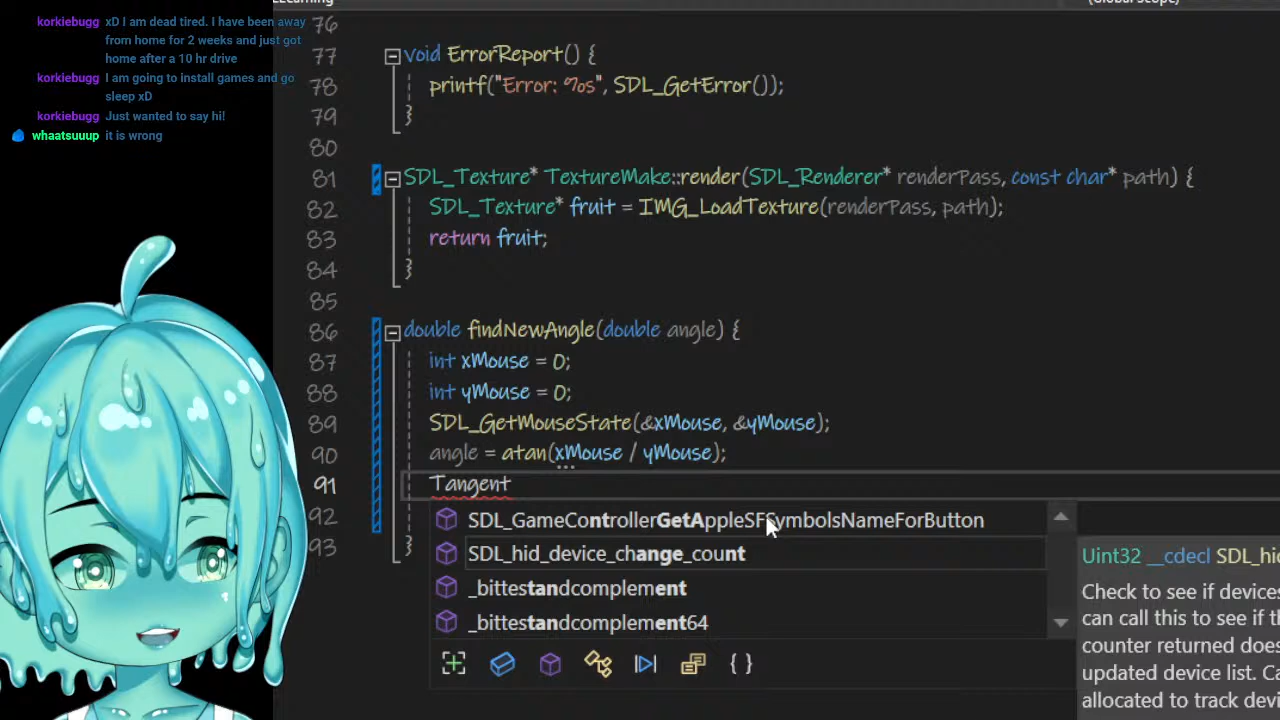 korkiebugg xD I am dead tired. I have been away
from home for 2 weeks and just got
home after a 10 hr drive
korkiebugg I am going to install games and go
sleep xD
korkiebugg Just wanted to say hi!
whaatsuuup it is wrong
76
77 void ErrorReport() {
78 printf("Error: %s", SDL_GetError());
79 }
80
81 SDL_Texture* TextureMake::render(SDL_Renderer* renderPass, const char* path) {
82 SDL_Texture* fruit = IMG_LoadTexture(renderPass, path);
83 return fruit;
84 }
85
86 double findNewAngle(double angle) {
87 int xMouse = 0;
88 int yMouse = 0;
89 SDL_GetMouseState(&xMouse, &yMouse);
90 angle = atan(xMouse / yMouse);
91 Tangent
92
93 }
SDL_GameControllerGetAppleSFSymbolsNameForButton
SDL_hid_device_change_count
_bittestandcomplement
_bittestandcomplement64
{ }
Uint32 __cdecl SDL_hid
Check to see if devices
can call this to see if th
counter returned does
updated device list. Ca
allocated to track devi